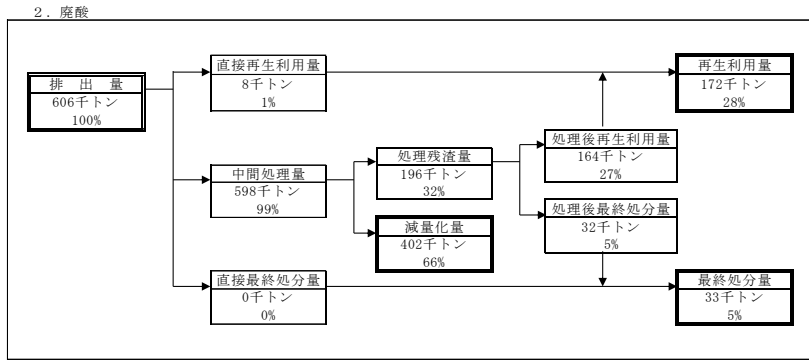 2．廃酸
排　出　量
606千トン
100%
直接再生利用量
8千トン
1%
再生利用量
172千トン
28%
中間処理量
598千トン
99%
処理残渣量
196千トン
32%
処理後再生利用量
164千トン
27%
減量化量
402千トン
66%
処理後最終処分量
32千トン
5%
直接最終処分量
0千トン
0%
最終処分量
33千トン
5%